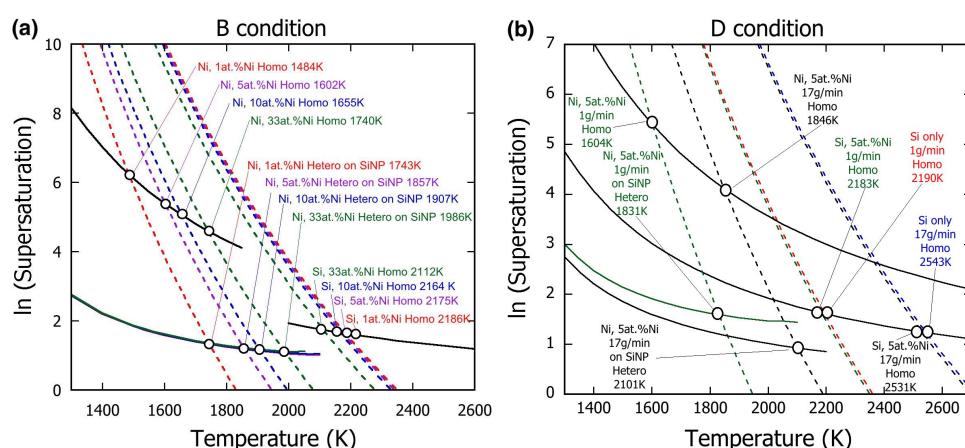 (a)
B condition
10
8
6
4
2
0
ln (Supersaturation)
Ni, 1at.%Ni Homo 1484K
Ni, 5at.%Ni Homo 1602K
Ni, 10at.%Ni Homo 1655K
Ni, 33at.%Ni Homo 1740K
Ni, 1at.%Ni Hetero on SiNP 1743K
Ni, 5at.%Ni Hetero on SiNP 1857K
Ni, 10at.%Ni Hetero on SiNP 1907K
Ni, 33at.%Ni Hetero on SiNP 1986K
Si, 33at.%Ni Homo 2112K
Si, 10at.%Ni Homo 2164 K
Si, 5at.%Ni Homo 2175K
Si, 1at.%Ni Homo 2186K
1400 1600 1800 2000 2200 2400 2600
Temperature (K)
(b)
D condition
7
6
5
4
3
2
1
0
ln (Supersaturation)
Ni, 5at.%Ni
1g/min
Homo
1604K
Ni, 5at.%Ni
1g/min
on SiNP
Hetero
1831K
Ni, 5at.%Ni
17g/min
Homo
1846K
Si, 5at.%Ni
1g/min
Homo
2183K
Si only
1g/min
Homo
2190K
Si only
17g/min
Homo
2543K
Ni, 5at.%Ni
17g/min
on SiNP
Hetero
2101K
Si, 5at.%Ni
17g/min
Homo
2531K
1400 1600 1800 2000 2200 2400 2600
Temperature (K)